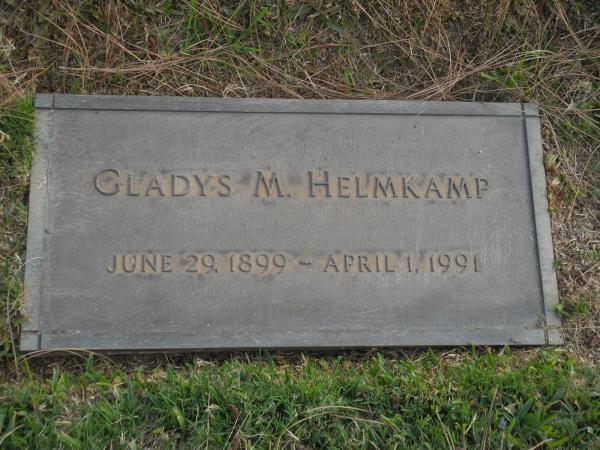 GLADYS M. HELMKAMP
JUNE 29, 1899 – APRIL 1, 1991